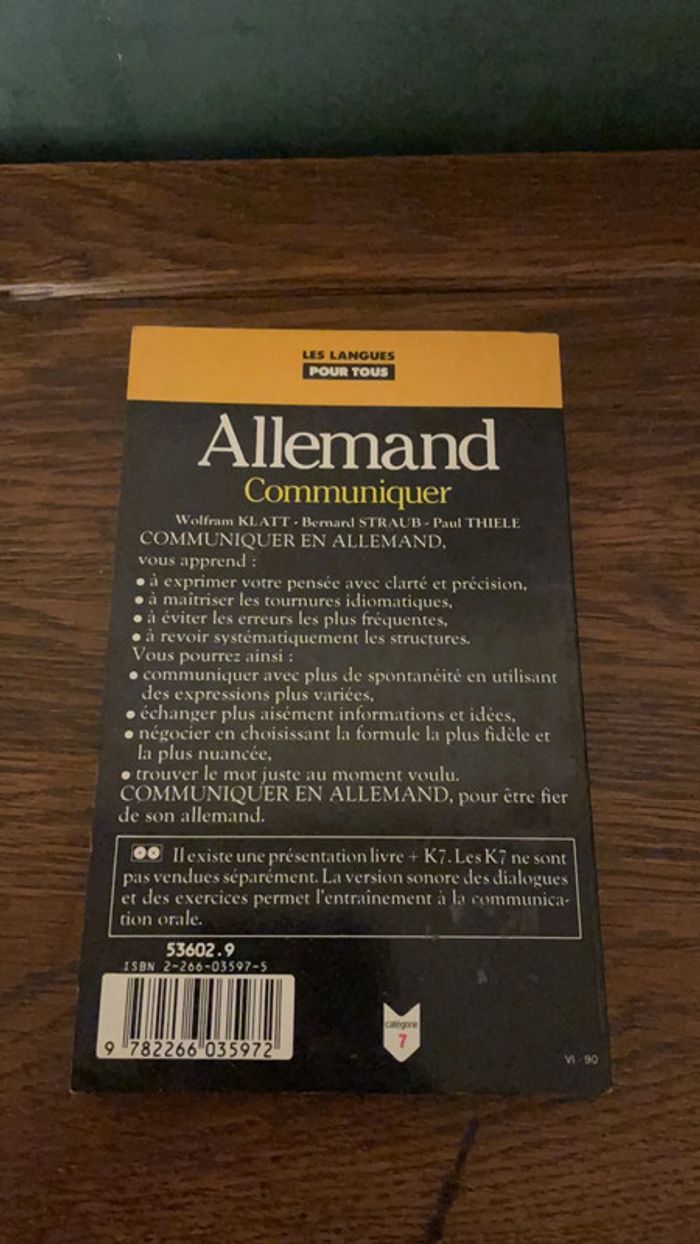 LES LANGUES
POUR TOUS
Allemand
Communiquer
Wolfram KLATT - Bernard STRAUB - Paul THIELE
COMMUNIQUER EN ALLEMAND,
vous apprend :
● à exprimer votre pensée avec clarté et précision,
● à maîtriser les tournures idiomatiques,
● à éviter les erreurs les plus fréquentes,
● à revoir systématiquement les structures.
Vous pourrez ainsi :
● communiquer avec plus de spontanéité en utilisant
des expressions plus variées,
● échanger plus aisément informations et idées,
● négocier en choisissant la formule la plus fidèle et
la plus nuancée,
● trouver le mot juste au moment voulu.
COMMUNIQUER EN ALLEMAND, pour être fier
de son allemand.
Il existe une présentation livre + K7. Les K7 ne sont
pas vendues séparément. La version sonore des dialogues
et des exercices permet l'entraînement à la communica-
tion orale.
53602.9
ISBN 2-266-03597-5
9 782266 035972
catégorie
7
VI - 90